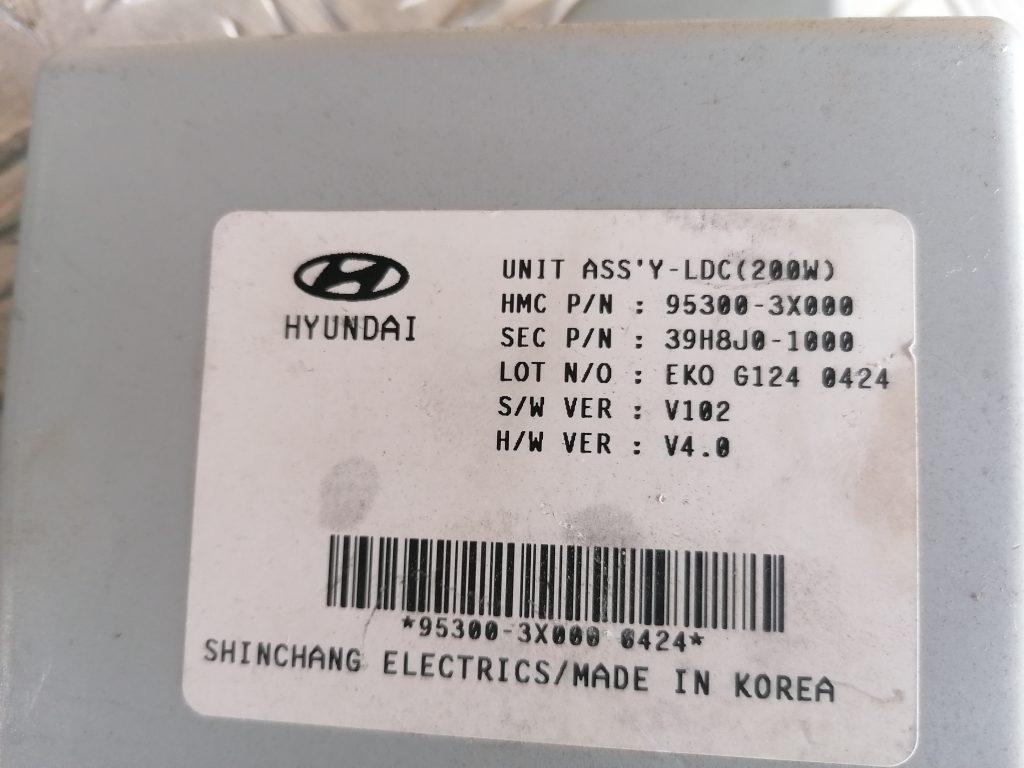 HYUNDAI
UNIT ASS'Y-LDC(200W)
HMC P/N : 95300-3X000
SEC P/N : 39H8J0-1000
LOT N/O : EKO G124 0424
S/W VER : V102
H/W VER : V4.0
*95300-3X000 0424*
SHINCHANG ELECTRICS/MADE IN KOREA